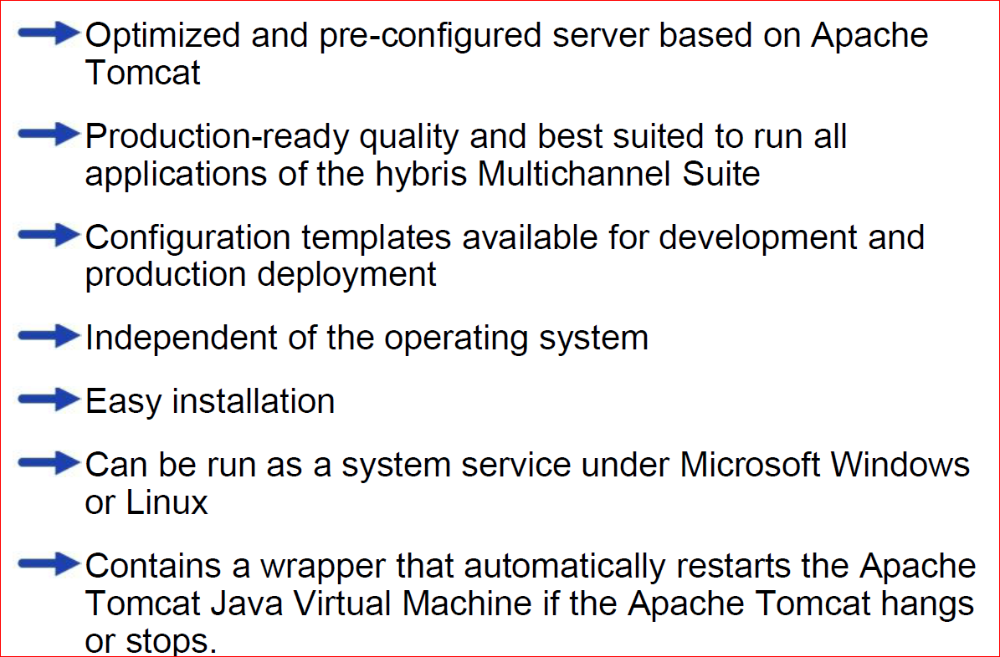 Optimized and pre-configured server based on Apache
Tomcat
Production-ready quality and best suited to run all
applications of the hybris Multichannel Suite
Configuration templates available for development and
production deployment
Independent of the operating system
Easy installation
Can be run as a system service under Microsoft Windows
or Linux
Contains a wrapper that automatically restarts the Apache
Tomcat Java Virtual Machine if the Apache Tomcat hangs
or stops.